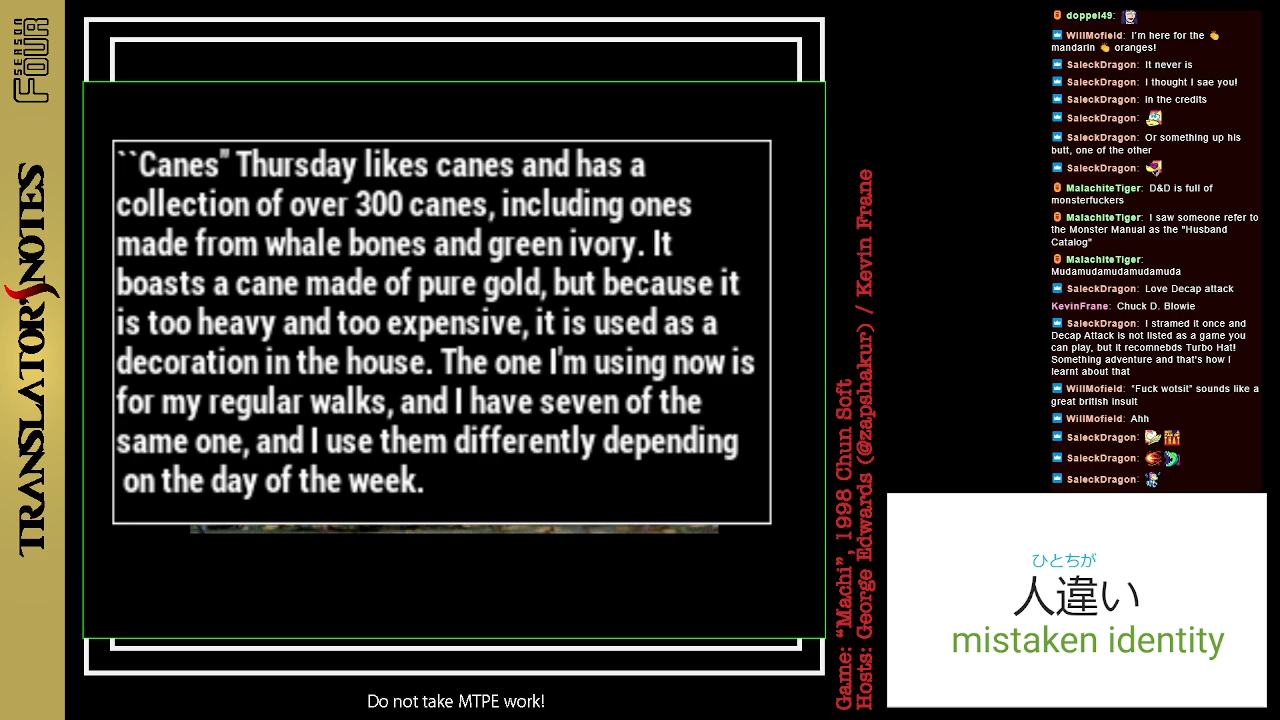 SEASON
FOUR
TRANSLATOR'S NOTES
``Canes" Thursday likes canes and has a
collection of over 300 canes, including ones
made from whale bones and green ivory. It
boasts a cane made of pure gold, but because it
is too heavy and too expensive, it is used as a
decoration in the house. The one I'm using now is
for my regular walks, and I have seven of the
same one, and I use them differently depending
on the day of the week.
Do not take MTPE work!
Game: "Machi", 1998 Chun Soft
Hosts: George Edwards (@zapshakur) / Kevin Frane
doppel49:
WillMofield: I'm here for the 👏
mandarin 👏 oranges!
SaleckDragon: It never is
SaleckDragon: I thought I sae you!
SaleckDragon: In the credits
SaleckDragon:
SaleckDragon: Or something up his
butt, one of the other
SaleckDragon:
MalachiteTiger: D&D is full of
monsterfuckers
MalachiteTiger: I saw someone refer to
the Monster Manual as the "Husband
Catalog"
MalachiteTiger:
Mudamudamudamudamuda
SaleckDragon: Love Decap attack
KevinFrane: Chuck D. Blowie
SaleckDragon: I stramed it once and
Decap Attack is not listed as a game you
can play, but it recomnebds Turbo Hat!
Something adventure and that's how I
learnt about that
WillMofield: "Fuck wotsit" sounds like a
great british insult
WillMofield: Ahh
SaleckDragon:
SaleckDragon:
SaleckDragon:
ひとちが
人違い
mistaken identity